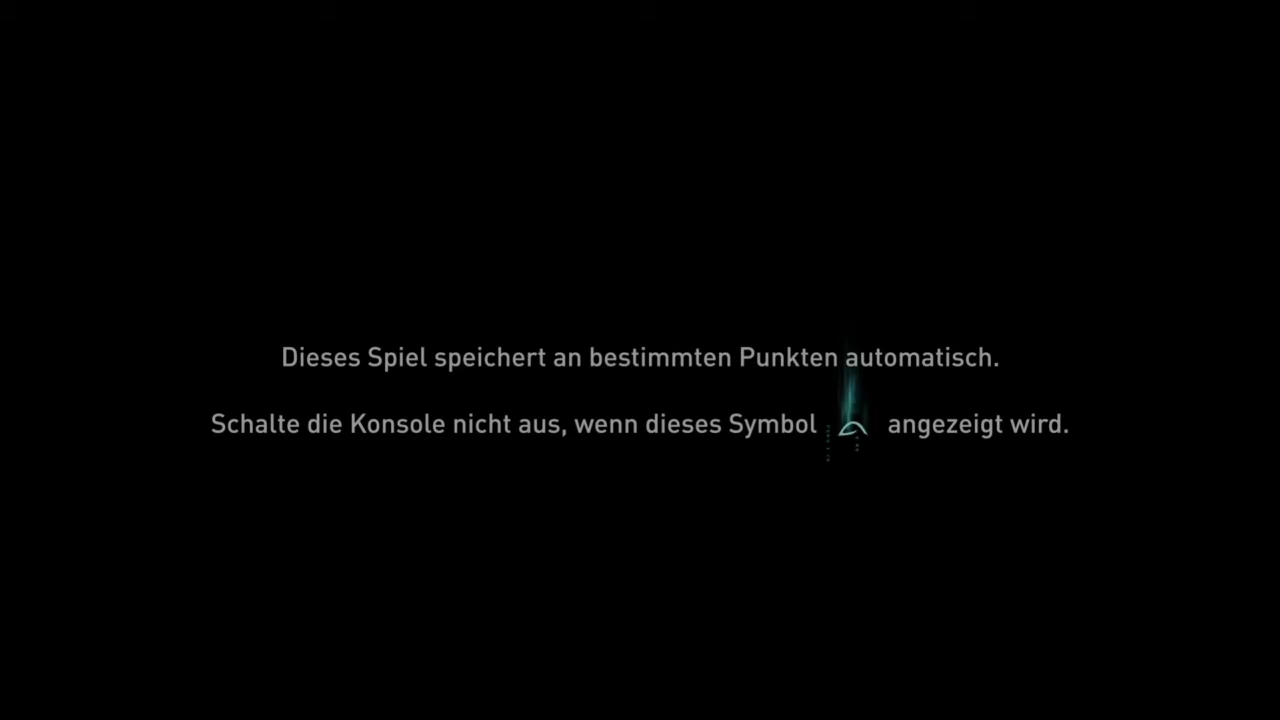 Dieses Spiel speichert an bestimmten Punkten automatisch.
Schalte die Konsole nicht aus, wenn dieses Symbol angezeigt wird.